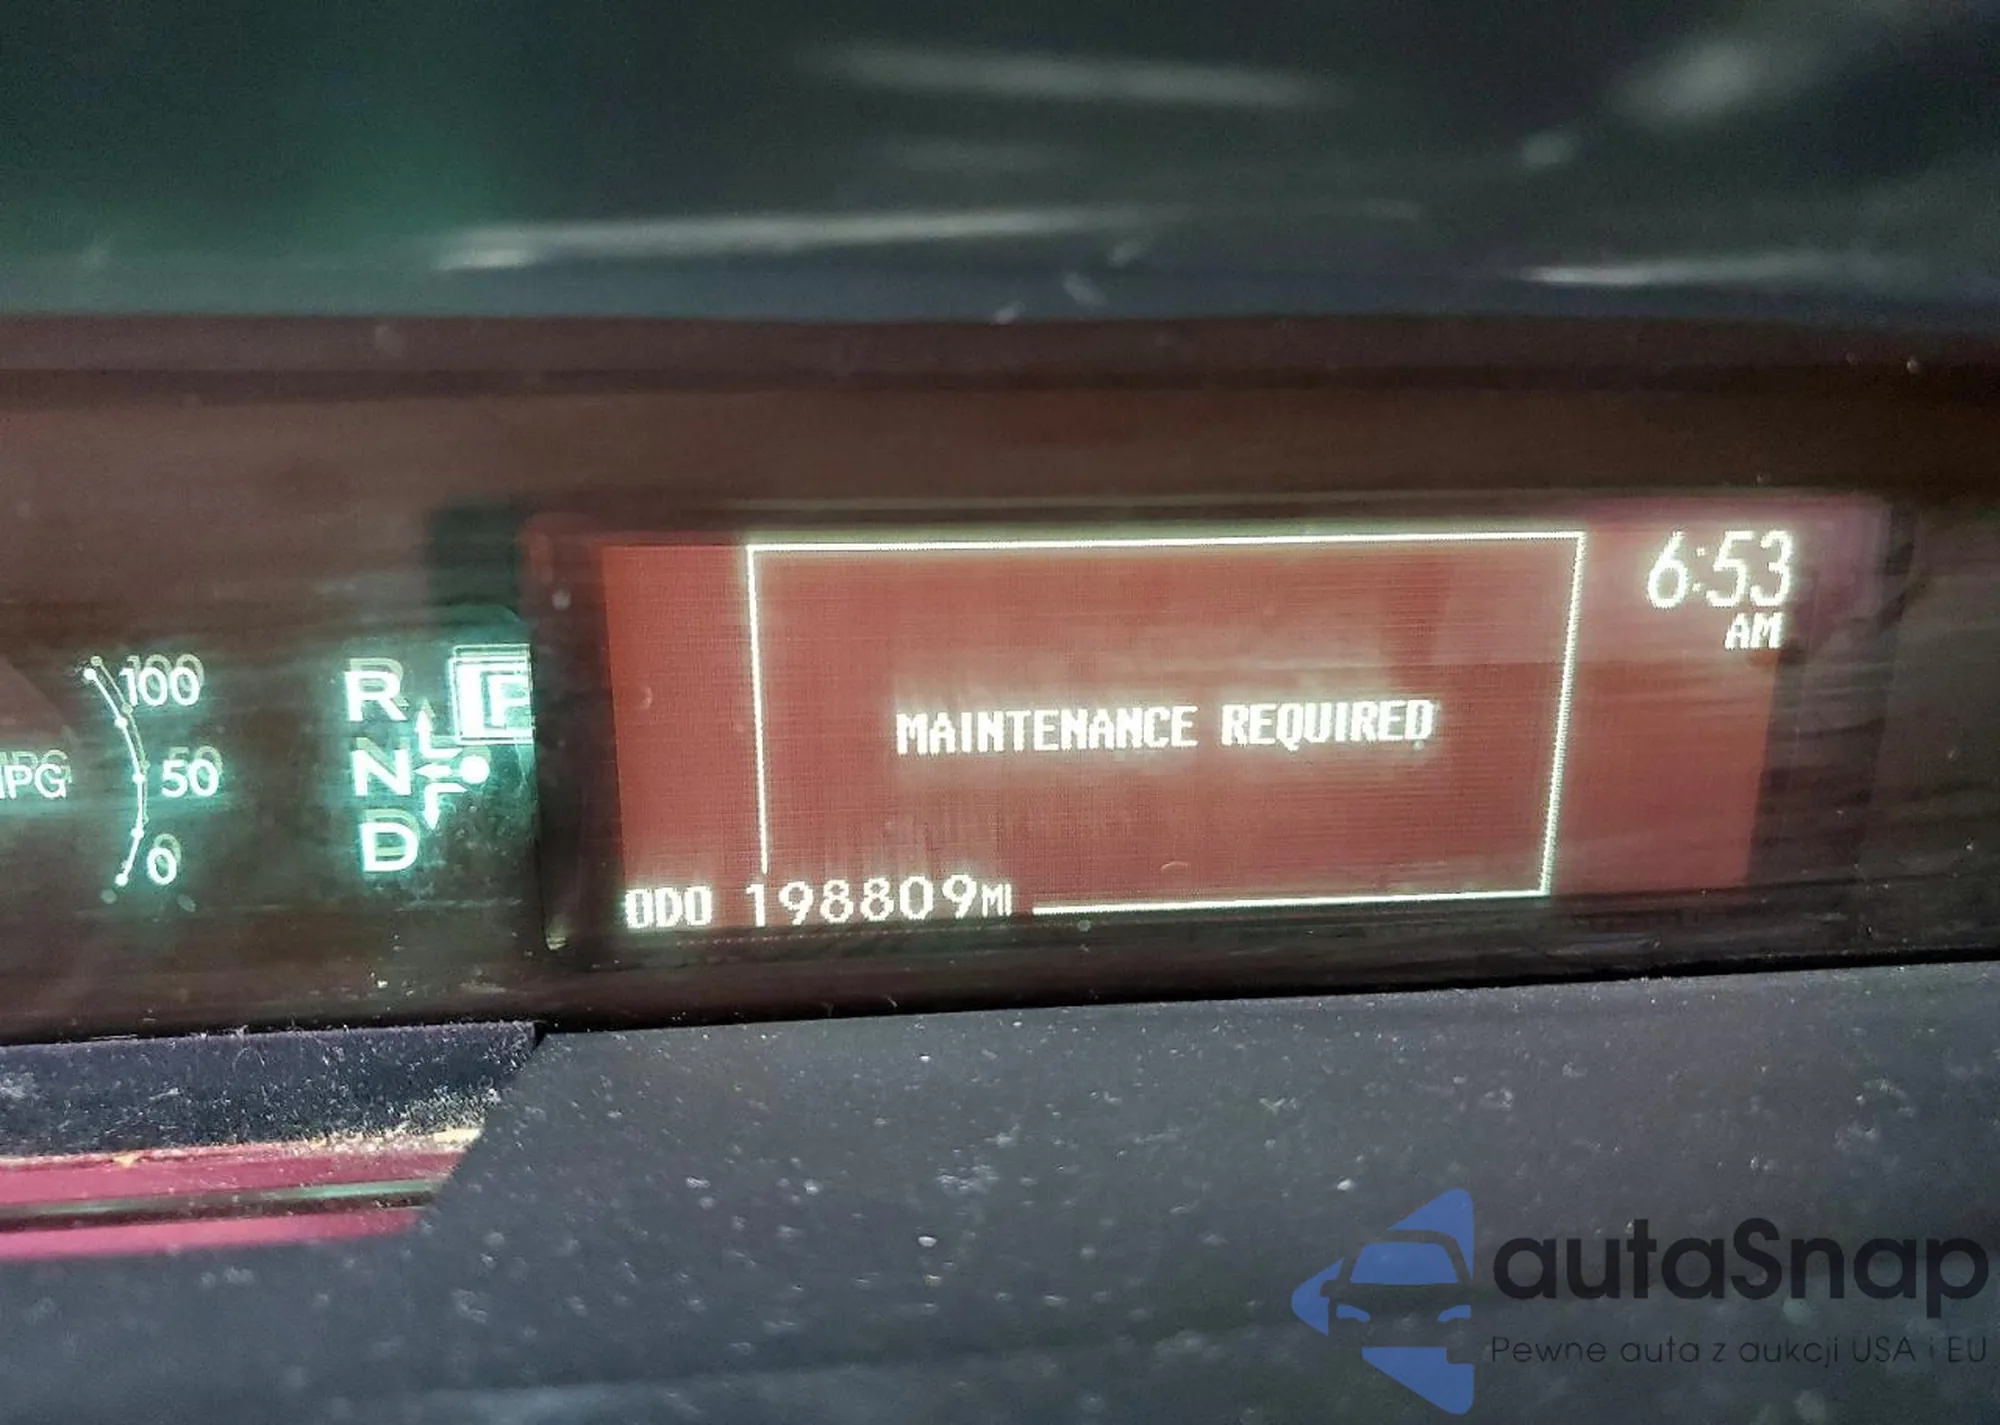 6:53
AM
100
R P
MPG 50 N
MAINTENANCE REQUIRED
0 D
ODO 198809MI
autaSnap
Pewne auta z aukcji USA i EU